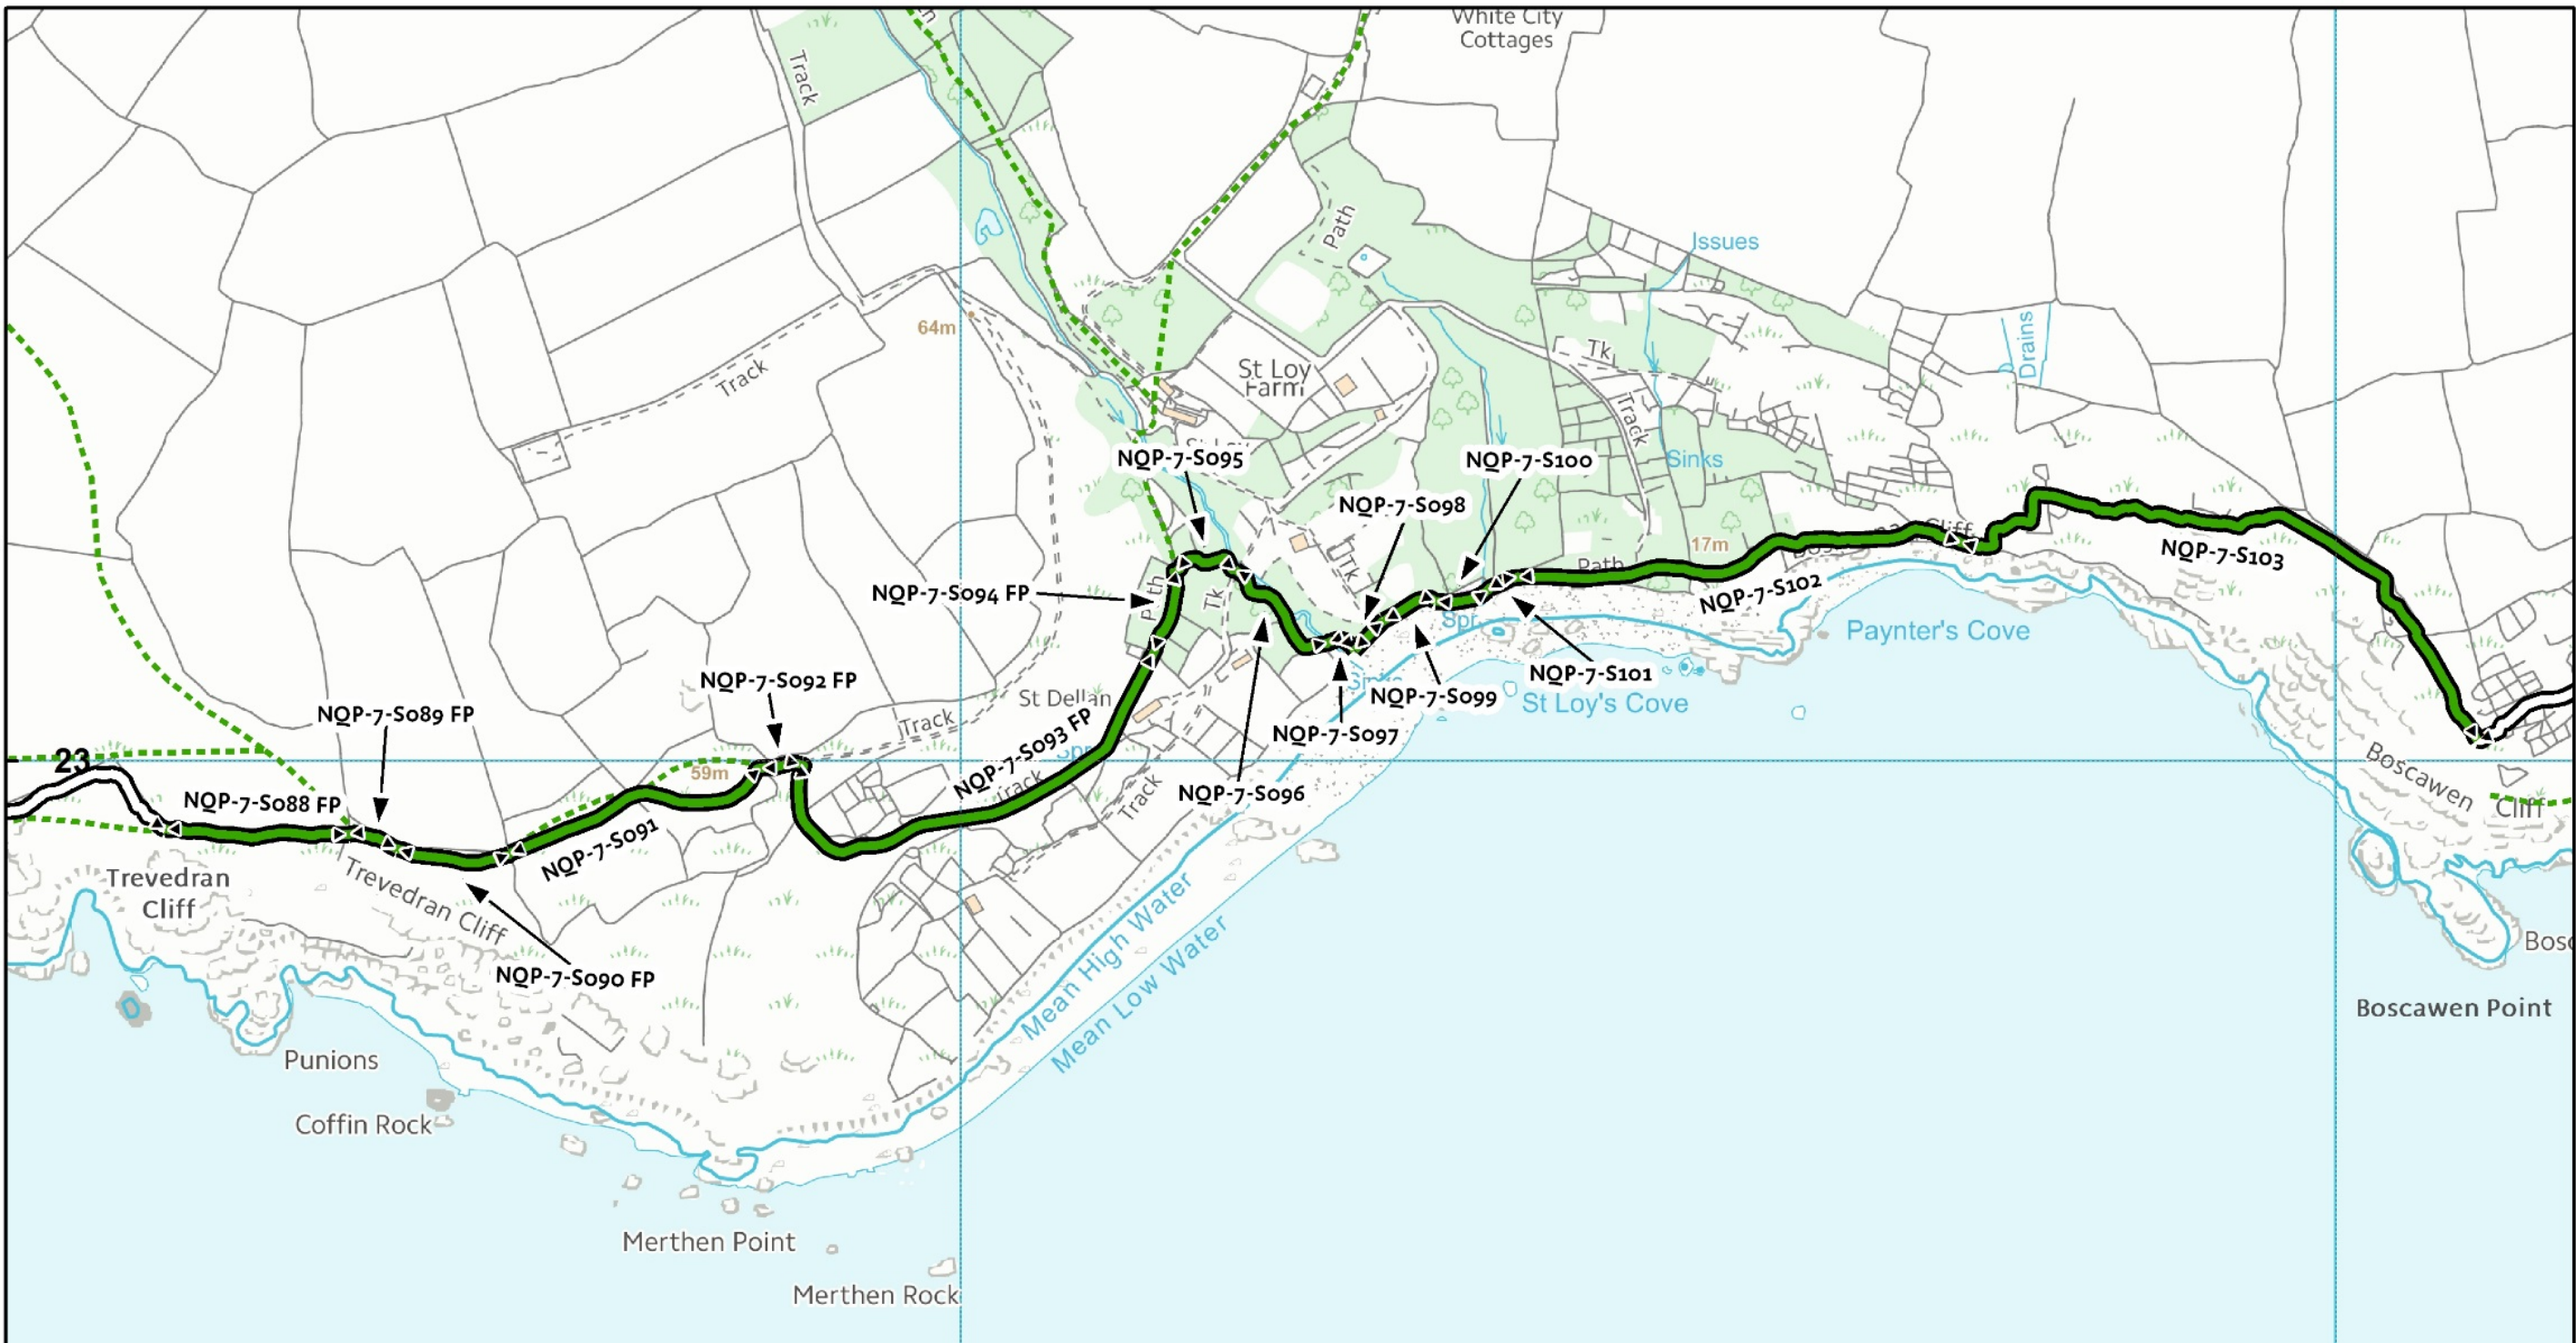 White City
Cottages
Track
Path
Issues
64m
Track
St Loy
Farm
Tk
Drains
Track
NQP-7-S095
NQP-7-S100
Sinks
NQP-7-S098
17m
Path
NQP-7-S103
NQP-7-S094 FP
Path
Tk
Tk
NQP-7-S102
Spr
Paynter's Cove
NQP-7-S092 FP
NQP-7-S101
NQP-7-S099
St Loy's Cove
St Dellan
NQP-7-S089 FP
Track
NQP-7-S093 FP
Spr
NQP-7-S097
23
59m
Track
Track
NQP-7-S096
Boscawen
Cliff
NQP-7-S088 FP
NQP-7-S091
Trevedran
Cliff
Trevedran Cliff
NQP-7-S090 FP
Mean High Water
Mean Low Water
Boscawen Point
Punions
Coffin Rock
Merthen Point
Merthen Rock